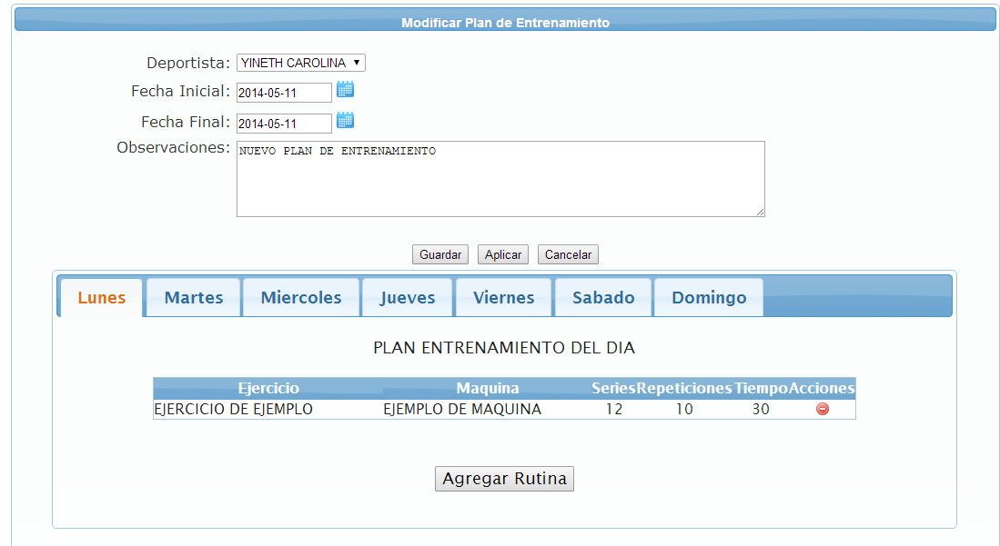 Modificar Plan de Entrenamiento
Deportista: YINETH CAROLINA
Fecha Inicial: 2014-05-11
Fecha Final: 2014-05-11
Observaciones: NUEVO PLAN DE ENTRENAMIENTO
Guardar Aplicar Cancelar
Lunes Martes Miercoles Jueves Viernes Sabado Domingo
PLAN ENTRENAMIENTO DEL DIA
Ejercicio Maquina Series Repeticiones Tiempo Acciones
EJERCICIO DE EJEMPLO EJEMPLO DE MAQUINA 12 10 30
Agregar Rutina